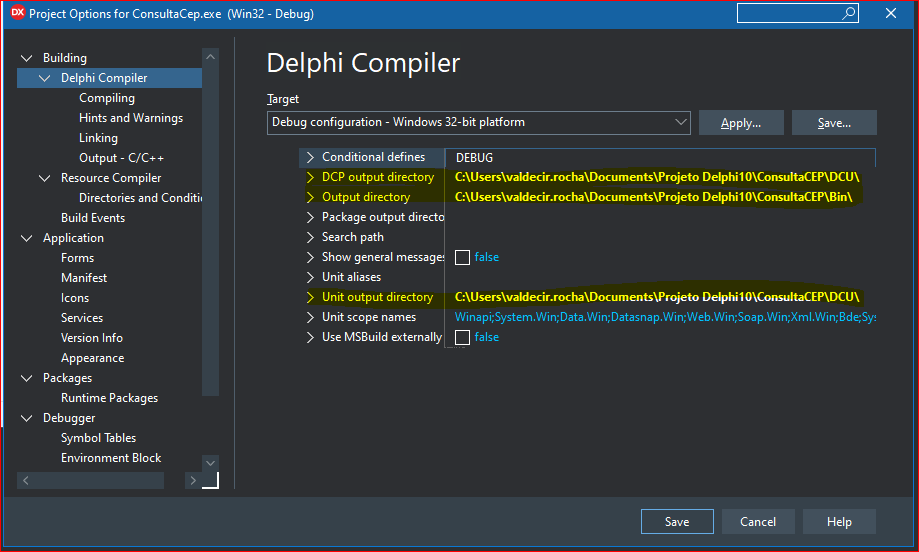 DX Project Options for ConsultaCep.exe (Win32 - Debug)
Building
Delphi Compiler
Compiling
Hints and Warnings
Linking
Output - C/C++
Resource Compiler
Directories and Conditio
Build Events
Application
Forms
Manifest
Icons
Services
Version Info
Appearance
Packages
Runtime Packages
Debugger
Symbol Tables
Environment Block
Delphi Compiler
Target
Debug configuration - Windows 32-bit platform
Apply...
Save...
Conditional defines DEBUG
DCP output directory C:\Users\valdecir.rocha\Documents\Projeto Delphi10\ConsultaCEP\DCU\
Output directory C:\Users\valdecir.rocha\Documents\Projeto Delphi10\ConsultaCEP\Bin\
Package output directo
Search path
Show general messages false
Unit aliases
Unit output directory C:\Users\valdecir.rocha\Documents\Projeto Delphi10\ConsultaCEP\DCU\
Unit scope names Winapi;System.Win;Data.Win;Datasnap.Win;Web.Win;Soap.Win;Xml.Win;Bde;Sys
Use MSBuild externally false
Save
Cancel
Help